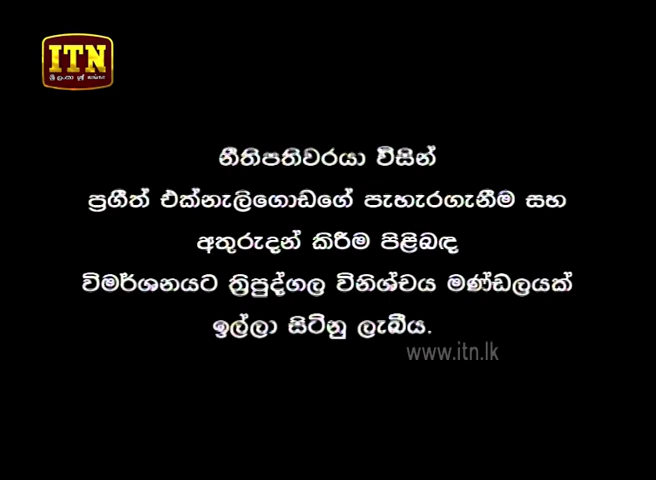 ITN
නීතිපතිවරයා විසින්
ප්‍රගීත් එක්නැලිගොඩගේ පැහැරගැනීම සහ
අතුරුදන් කිරීම පිළිබඳ
විමර්ශනයට ත්‍රිපුද්ගල විනිශ්චය මණ්ඩලයක්
ඉල්ලා සිටිනු ලැබීය.
www.itn.lk